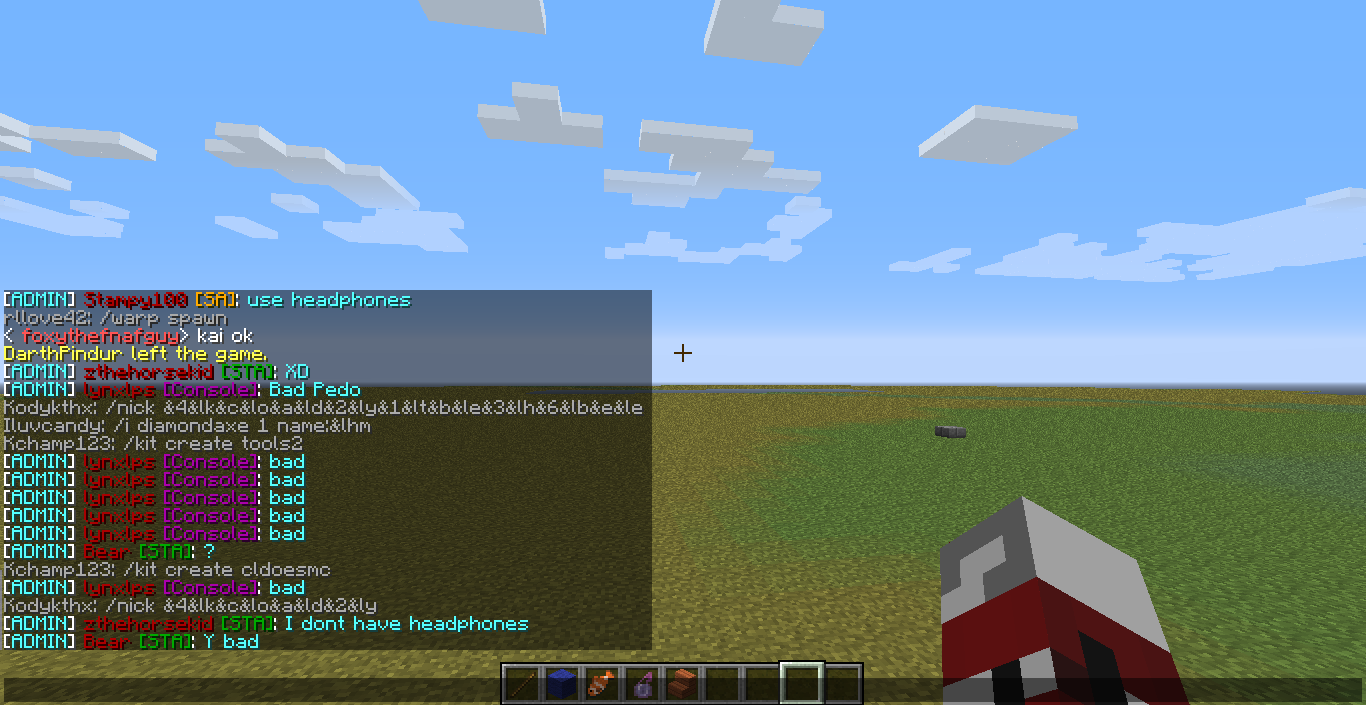 [ADMIN] Stampy100 [SA]: use headphones
rllove42: /warp spawn
< foxythefnafguy> kai ok
DarthPindur left the game.
[ADMIN] zthehorsekid [STA]: XD
[ADMIN] lynxlps [Console]: Bad Pedo
Kodykthx: /nick &4&lk&c&lo&a&ld&2&ly&1&lt&b&le&3&lh&6&lb&e&le
Iluvcandy: /i diamondaxe 1 name:&lhm
Kchamp123: /kit create tools2
[ADMIN] lynxlps [Console]: bad
[ADMIN] lynxlps [Console]: bad
[ADMIN] lynxlps [Console]: bad
[ADMIN] lynxlps [Console]: bad
[ADMIN] lynxlps [Console]: bad
[ADMIN] Bear [STA]: ?
Kchamp123: /kit create cldoesmc
[ADMIN] lynxlps [Console]: bad
Kodykthx: /nick &4&lk&c&lo&a&ld&2&ly
[ADMIN] zthehorsekid [STA]: I dont have headphones
[ADMIN] Bear [STA]: Y bad